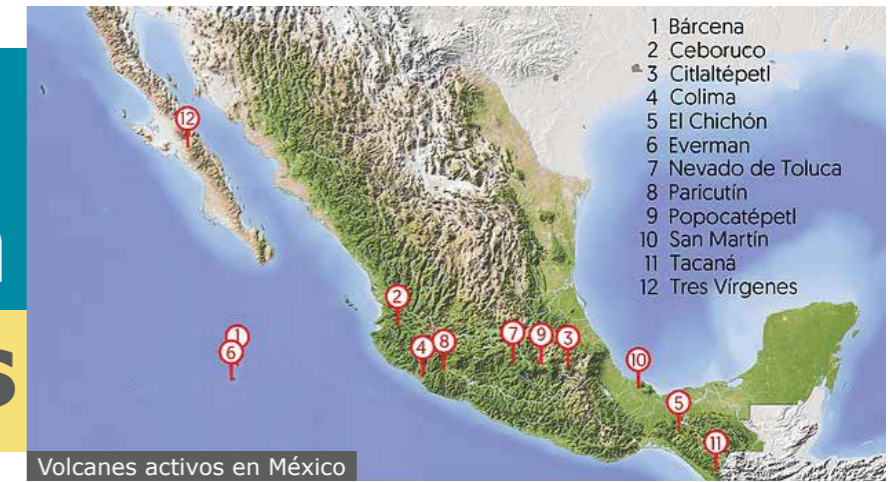 1 Bárcena
2 Ceboruco
3 Citlaltépetl
4 Colima
5 El Chichón
6 Everman
7 Nevado de Toluca
8 Paricutín
9 Popocatépetl
10 San Martín
11 Tacaná
12 Tres Vírgenes
12
2
1
6
4
8
7
9
3
10
5
11
Volcanes activos en México